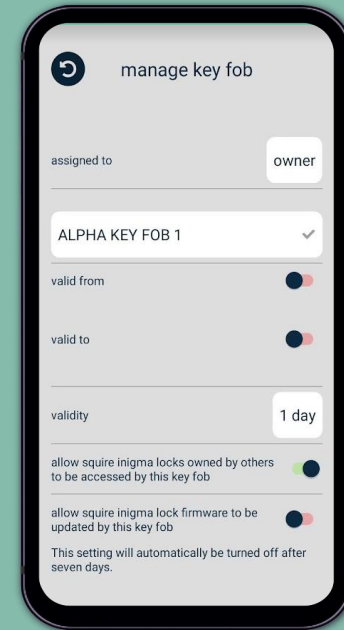 manage key fob
assigned to
owner
ALPHA KEY FOB 1
valid from
valid to
validity
1 day
allow squire inigma locks owned by others
to be accessed by this key fob
allow squire inigma lock firmware to be
updated by this key fob
This setting will automatically be turned off after
seven days.